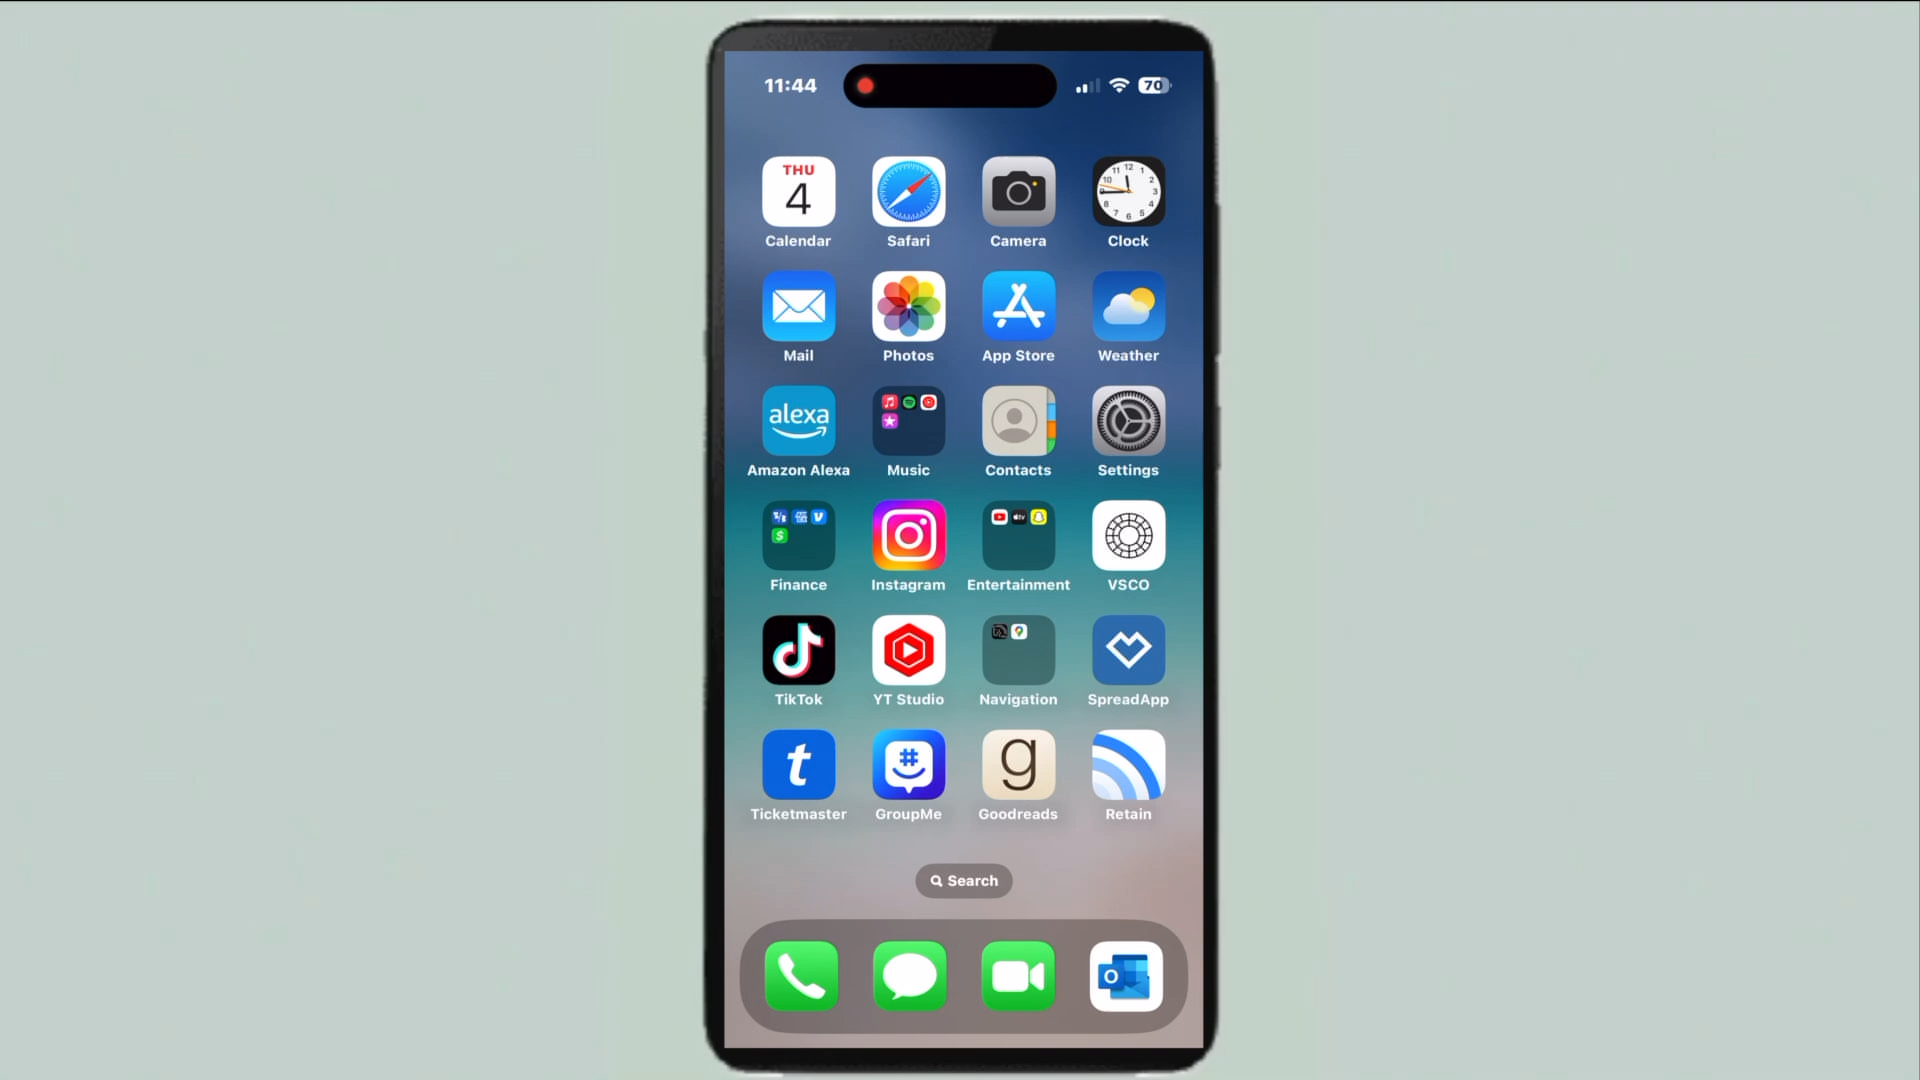 11:44
70
THU
4
Calendar
Safari
Camera
Clock
Mail
Photos
App Store
Weather
alexa
Amazon Alexa
Music
Contacts
Settings
Finance
Instagram
Entertainment
VSCO
TikTok
YT Studio
Navigation
SpreadApp
t
#
g
Ticketmaster
GroupMe
Goodreads
Retain
Search
O